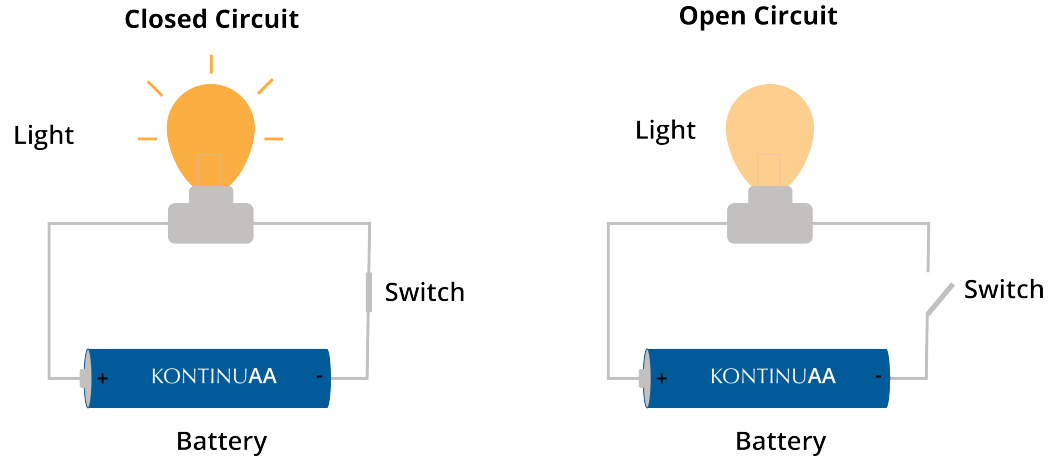 Closed Circuit
Light
Switch
+ KONTINUAA -
Battery
Open Circuit
Light
Switch
+ KONTINUAA -
Battery